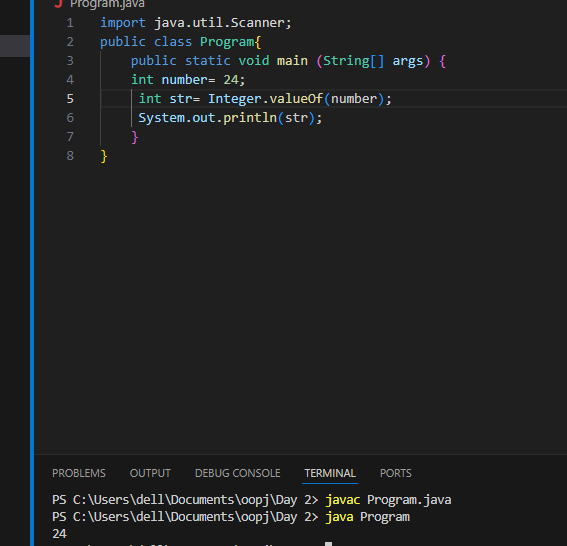 J Program.java
1 import java.util.Scanner;
2 public class Program{
3 public static void main (String[] args) {
4 int number= 24;
5 int str= Integer.valueOf(number);
6 System.out.println(str);
7 }
8 }
PROBLEMS OUTPUT DEBUG CONSOLE TERMINAL PORTS
PS C:\Users\dell\Documents\oopj\Day 2> javac Program.java
PS C:\Users\dell\Documents\oopj\Day 2> java Program
24